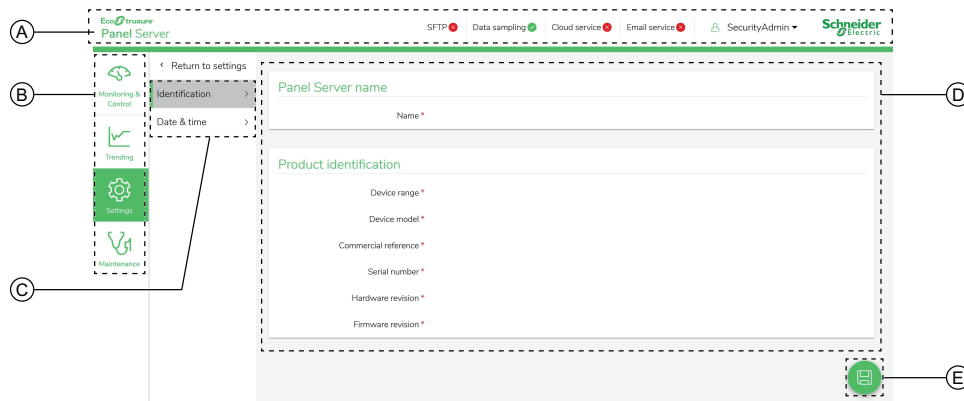 EcoStruxure
Panel Server
SFTP Data sampling Cloud service Email service SecurityAdmin Schneider Electric
A
B
C
D
E
Monitoring & Control
Trending
Settings
Maintenance
Return to settings
Identification
Date & time
Panel Server name
Name *
Product identification
Device range *
Device model *
Commercial reference *
Serial number *
Hardware revision *
Firmware revision *